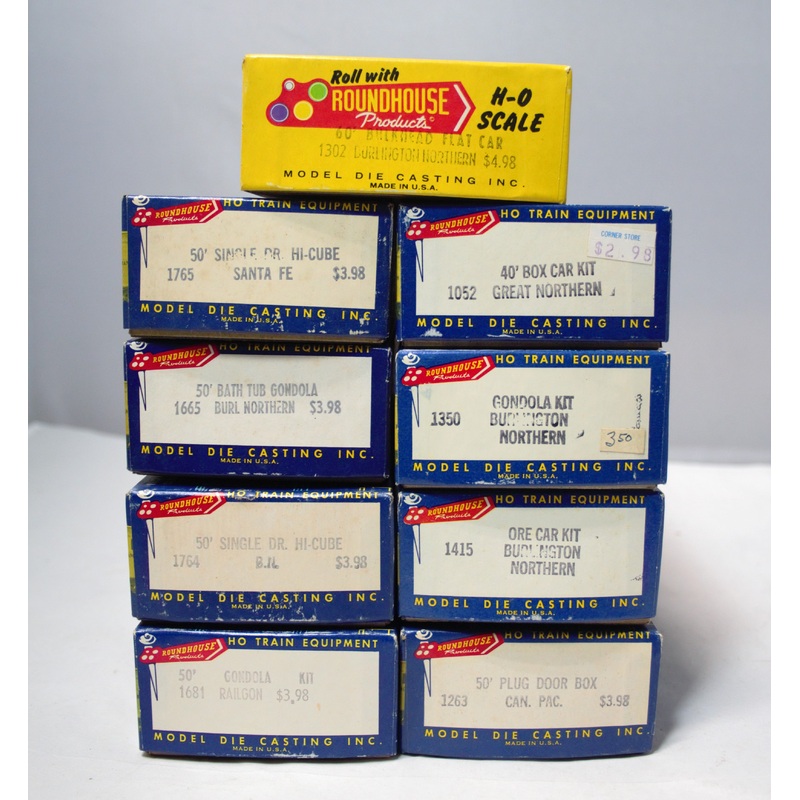 Roll with
ROUNDHOUSE
Products
H-O
SCALE
60' BULKHEAD FLAT CAR
1302 BURLINGTON NORTHERN $4.98
MODEL DIE CASTING INC.
MADE IN U.S.A.
ROUNDHOUSE
Products
HO TRAIN EQUIPMENT
50' SINGLE DR. HI-CUBE
1765 SANTA FE $3.98
MODEL DIE CASTING INC.
MADE IN U.S.A.
ROUNDHOUSE
Products
HO TRAIN EQUIPMENT
CORNER STORE
$2.98
40' BOX CAR KIT
1052 GREAT NORTHERN
MODEL DIE CASTING INC.
MADE IN U.S.A.
ROUNDHOUSE
Products
HO TRAIN EQUIPMENT
50' BATH TUB GONDOLA
1665 BURL NORTHERN $3.98
MODEL DIE CASTING INC.
MADE IN U.S.A.
ROUNDHOUSE
Products
HO TRAIN EQUIPMENT
GONDOLA KIT
1350 BURLINGTON
NORTHERN
350
MODEL DIE CASTING INC.
MADE IN U.S.A.
ROUNDHOUSE
Products
HO TRAIN EQUIPMENT
50' SINGLE DR. HI-CUBE
1764 $3.98
MODEL DIE CASTING INC.
MADE IN U.S.A.
ROUNDHOUSE
Products
HO TRAIN EQUIPMENT
ORE CAR KIT
1415 BURLINGTON
NORTHERN
MODEL DIE CASTING INC.
MADE IN U.S.A.
ROUNDHOUSE
Products
HO TRAIN EQUIPMENT
50' GONDOLA KIT
1681 RAILGON $3.98
MODEL DIE CASTING INC.
MADE IN U.S.A.
ROUNDHOUSE
Products
HO TRAIN EQUIPMENT
50' PLUG DOOR BOX
1263 CAN. PAC. $3.98
MODEL DIE CASTING INC.
MADE IN U.S.A.